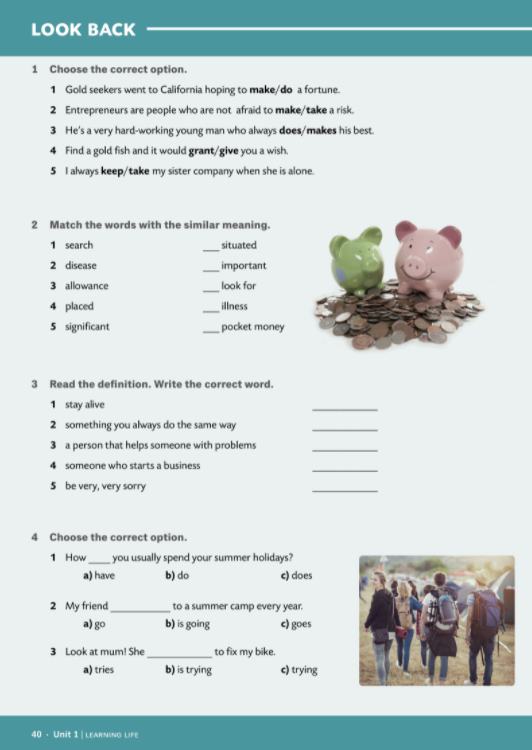 LOOK BACK
1 Choose the correct option.
1 Gold seekers went to California hoping to make/do a fortune.
2 Entrepreneurs are people who are not afraid to make/take a risk.
3 He's a very hard-working young man who always does/makes his best.
4 Find a gold fish and it would grant/give you a wish.
5 I always keep/take my sister company when she is alone.
2 Match the words with the similar meaning.
1 search ___ situated
2 disease ___ important
3 allowance ___ look for
4 placed ___ illness
5 significant ___ pocket money
3 Read the definition. Write the correct word.
1 stay alive ___________
2 something you always do the same way ___________
3 a person that helps someone with problems ___________
4 someone who starts a business ___________
5 be very, very sorry ___________
4 Choose the correct option.
1 How ____ you usually spend your summer holidays?
a) have b) do c) does
2 My friend ___________ to a summer camp every year.
a) go b) is going c) goes
3 Look at mum! She ____________ to fix my bike.
a) tries b) is trying c) trying
40 · Unit 1 | LEARNING LIFE